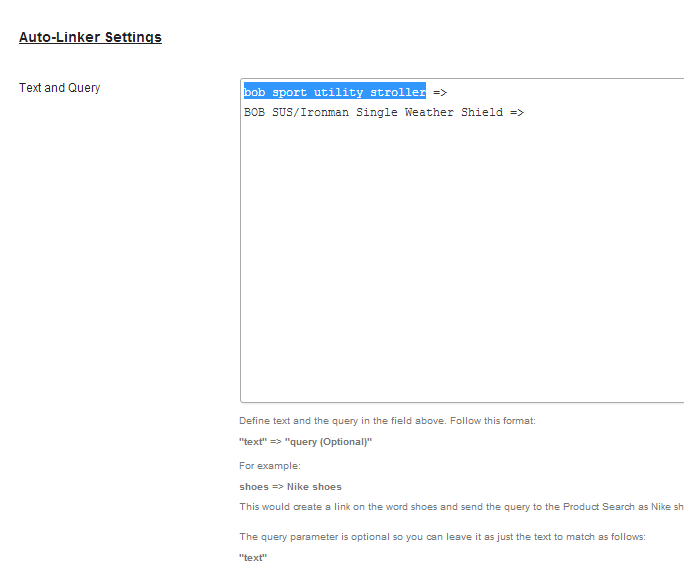 Auto-Linker Settings
Text and Query
bob sport utility stroller =>
BOB SUS/Ironman Single Weather Shield =>
Define text and the query in the field above. Follow this format:
"text" => "query (Optional)"
For example:
shoes => Nike shoes
This would create a link on the word shoes and send the query to the Product Search as Nike sh
The query parameter is optional so you can leave it as just the text to match as follows:
"text"